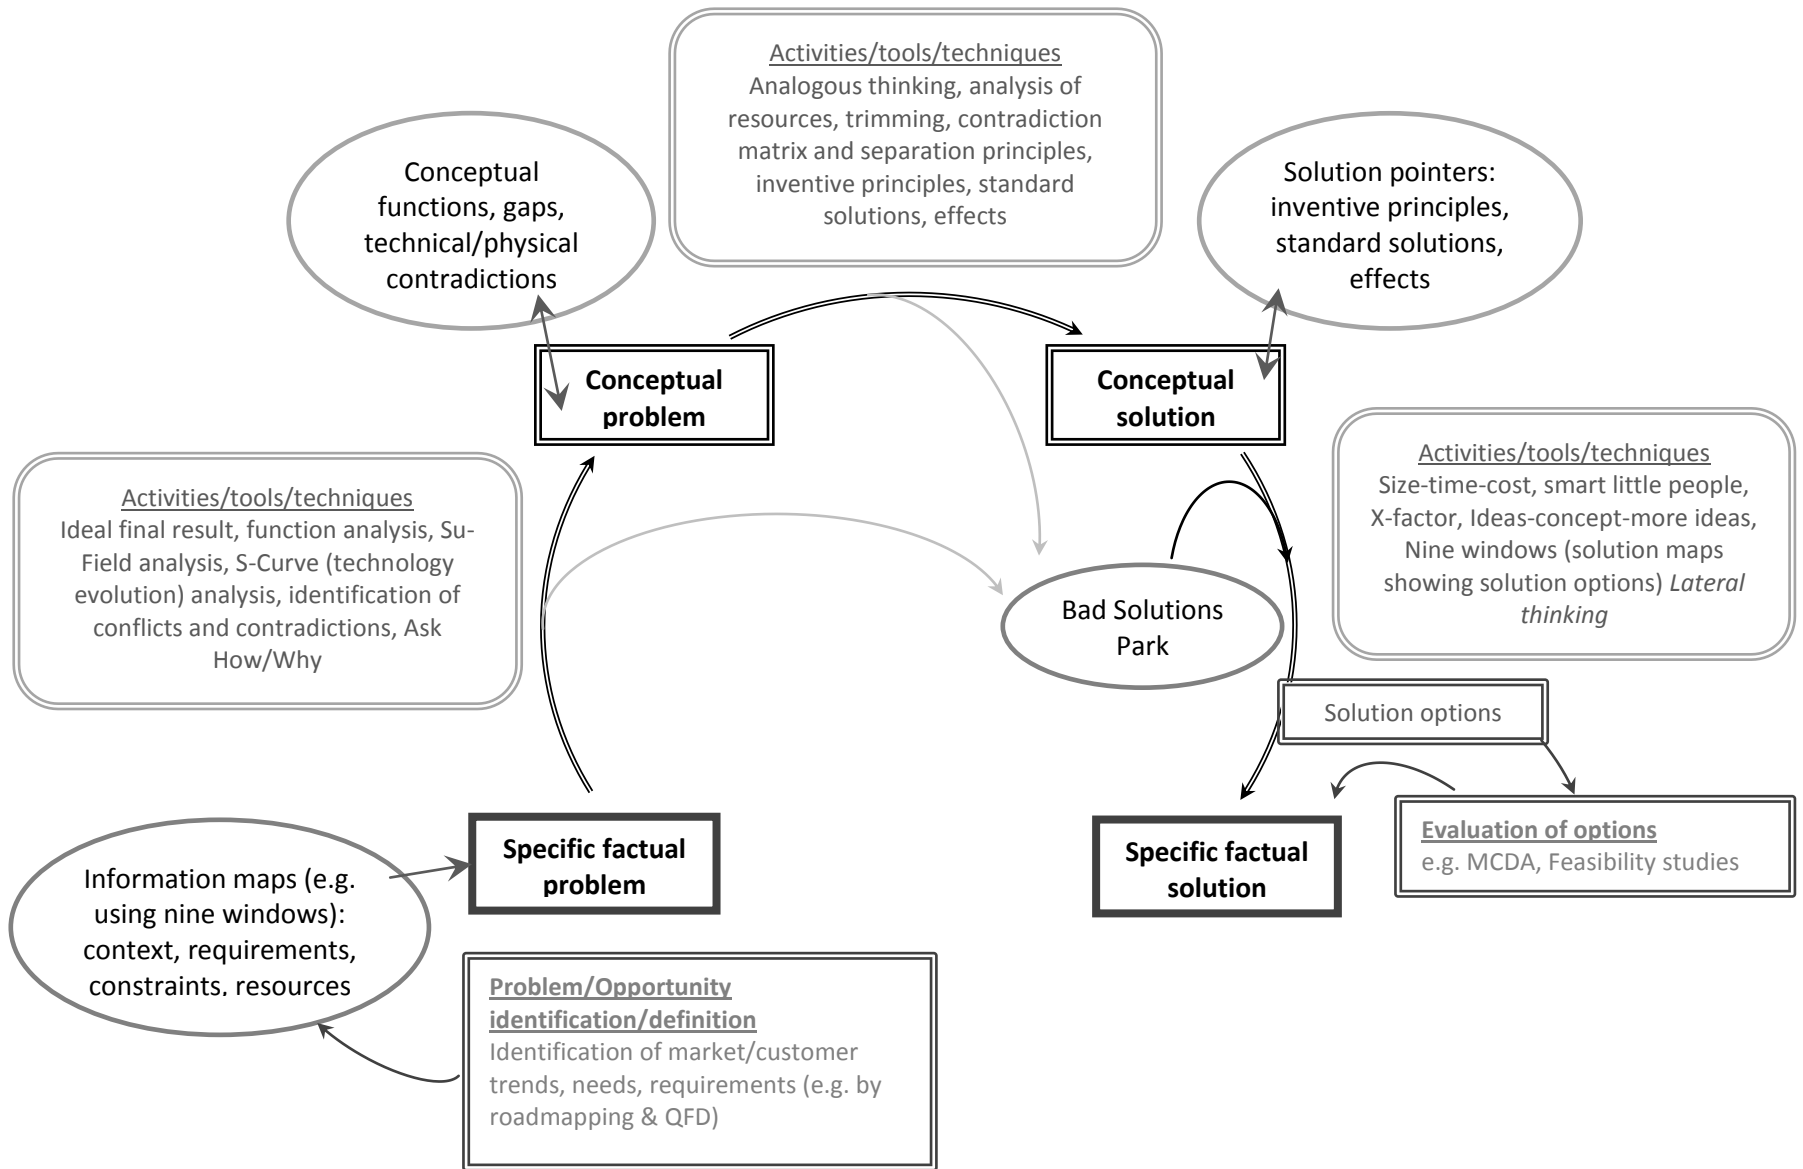 Activities/tools/techniques
Analogous thinking, analysis of
resources, trimming, contradiction
matrix and separation principles,
inventive principles, standard
solutions, effects
Conceptual
functions, gaps,
technical/physical
contradictions
Solution pointers:
inventive principles,
standard solutions,
effects
Conceptual
problem
Conceptual
solution
Activities/tools/techniques
Ideal final result, function analysis, Su-
Field analysis, S-Curve (technology
evolution) analysis, identification of
conflicts and contradictions, Ask
How/Why
Activities/tools/techniques
Size-time-cost, smart little people,
X-factor, Ideas-concept-more ideas,
Nine windows (solution maps
showing solution options) Lateral
thinking
Bad Solutions
Park
Solution options
Specific factual
problem
Specific factual
solution
Evaluation of options
e.g. MCDA, Feasibility studies
Information maps (e.g.
using nine windows):
context, requirements,
constraints, resources
Problem/Opportunity
identification/definition
Identification of market/customer
trends, needs, requirements (e.g. by
roadmapping & QFD)